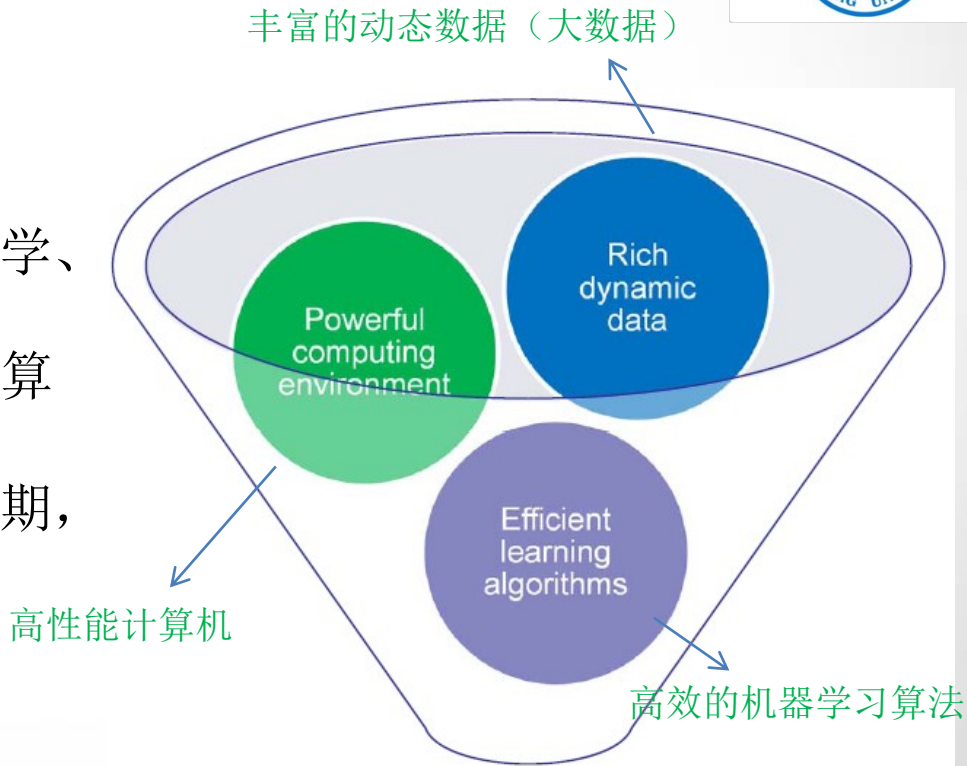 丰富的动态数据（大数据）
学、
算
期，
Rich
dynamic
data
Powerful
computing
environment
Efficient
learning
algorithms
高性能计算机
高效的机器学习算法